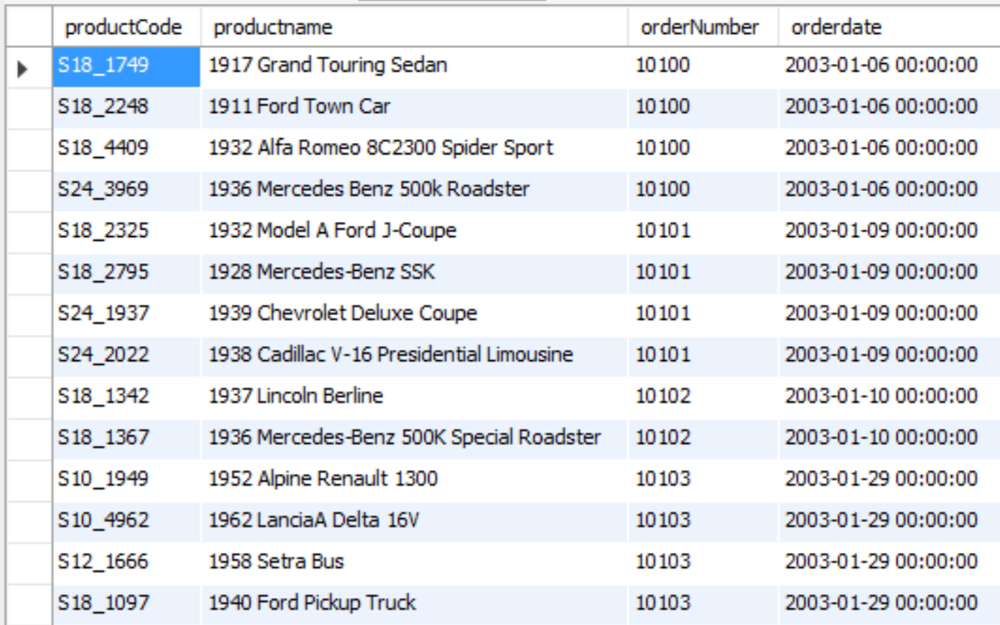 productCode productname orderNumber orderdate
S18_1749 1917 Grand Touring Sedan 10100 2003-01-06 00:00:00
S18_2248 1911 Ford Town Car 10100 2003-01-06 00:00:00
S18_4409 1932 Alfa Romeo 8C2300 Spider Sport 10100 2003-01-06 00:00:00
S24_3969 1936 Mercedes Benz 500k Roadster 10100 2003-01-06 00:00:00
S18_2325 1932 Model A Ford J-Coupe 10101 2003-01-09 00:00:00
S18_2795 1928 Mercedes-Benz SSK 10101 2003-01-09 00:00:00
S24_1937 1939 Chevrolet Deluxe Coupe 10101 2003-01-09 00:00:00
S24_2022 1938 Cadillac V-16 Presidential Limousine 10101 2003-01-09 00:00:00
S18_1342 1937 Lincoln Berline 10102 2003-01-10 00:00:00
S18_1367 1936 Mercedes-Benz 500K Special Roadster 10102 2003-01-10 00:00:00
S10_1949 1952 Alpine Renault 1300 10103 2003-01-29 00:00:00
S10_4962 1962 LanciaA Delta 16V 10103 2003-01-29 00:00:00
S12_1666 1958 Setra Bus 10103 2003-01-29 00:00:00
S18_1097 1940 Ford Pickup Truck 10103 2003-01-29 00:00:00